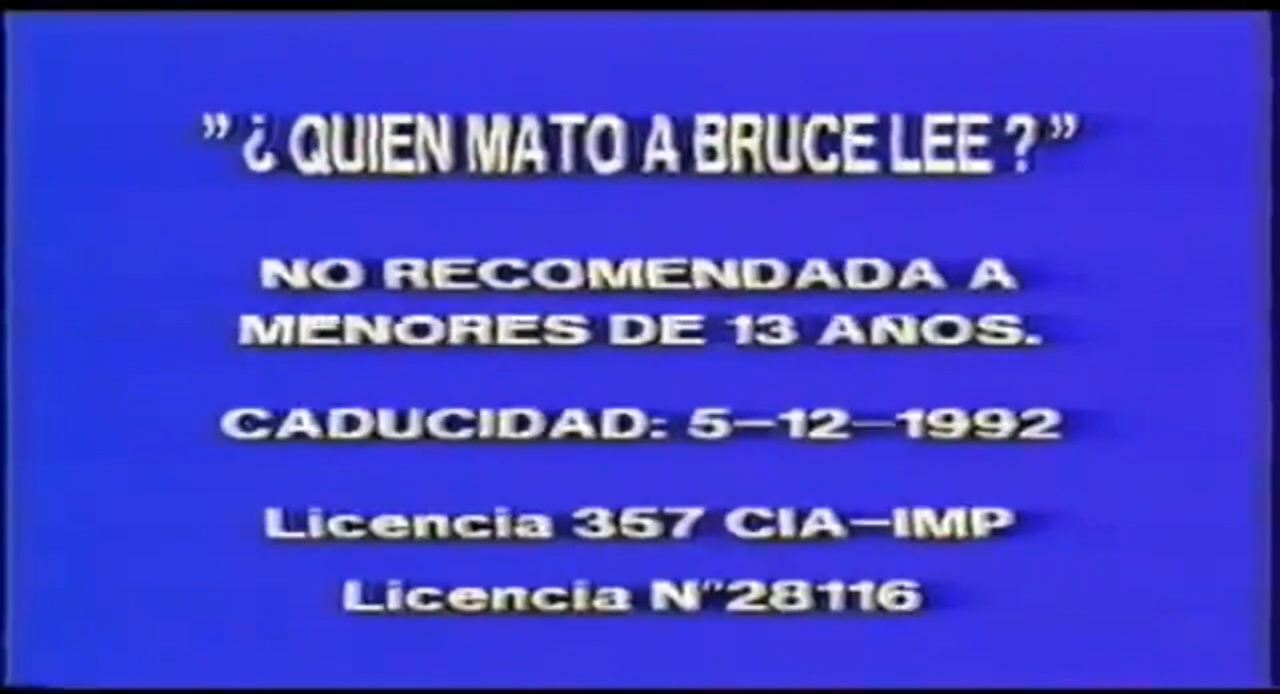 ”¿ QUIEN MATO A BRUCE LEE ?”
NO RECOMENDADA A
MENORES DE 13 AÑOS.
CADUCIDAD: 5-12-1992
Licencia 357 CIA-IMP
Licencia N"28116